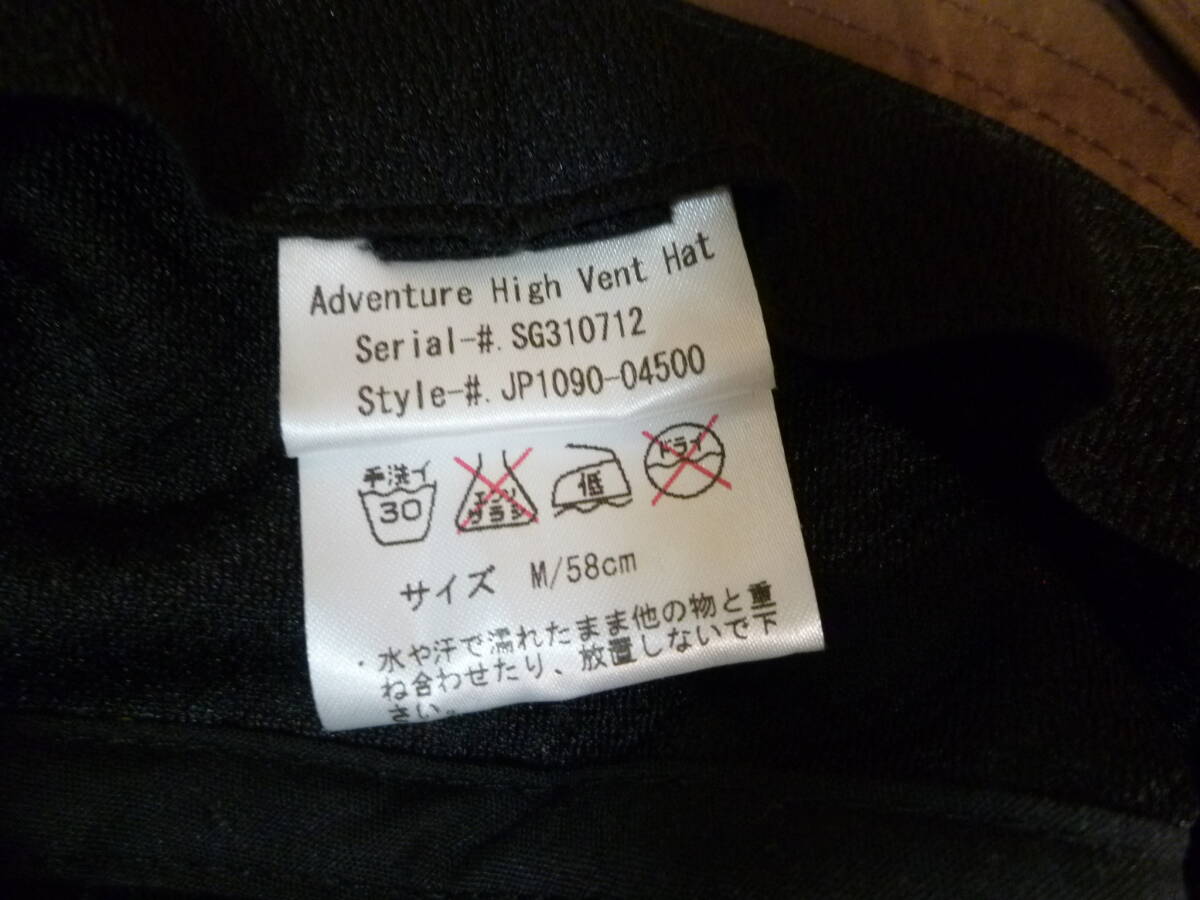 Adventure High Vent Hat
Serial-#. SG310712
Style-#. JP1090-04500
手洗イ
30
エンソ
サラシ
低
ドライ
サイズ M/58cm
・水や汗で濡れたまま他の物と重
ね合わせたり、放置しないで下
さい。